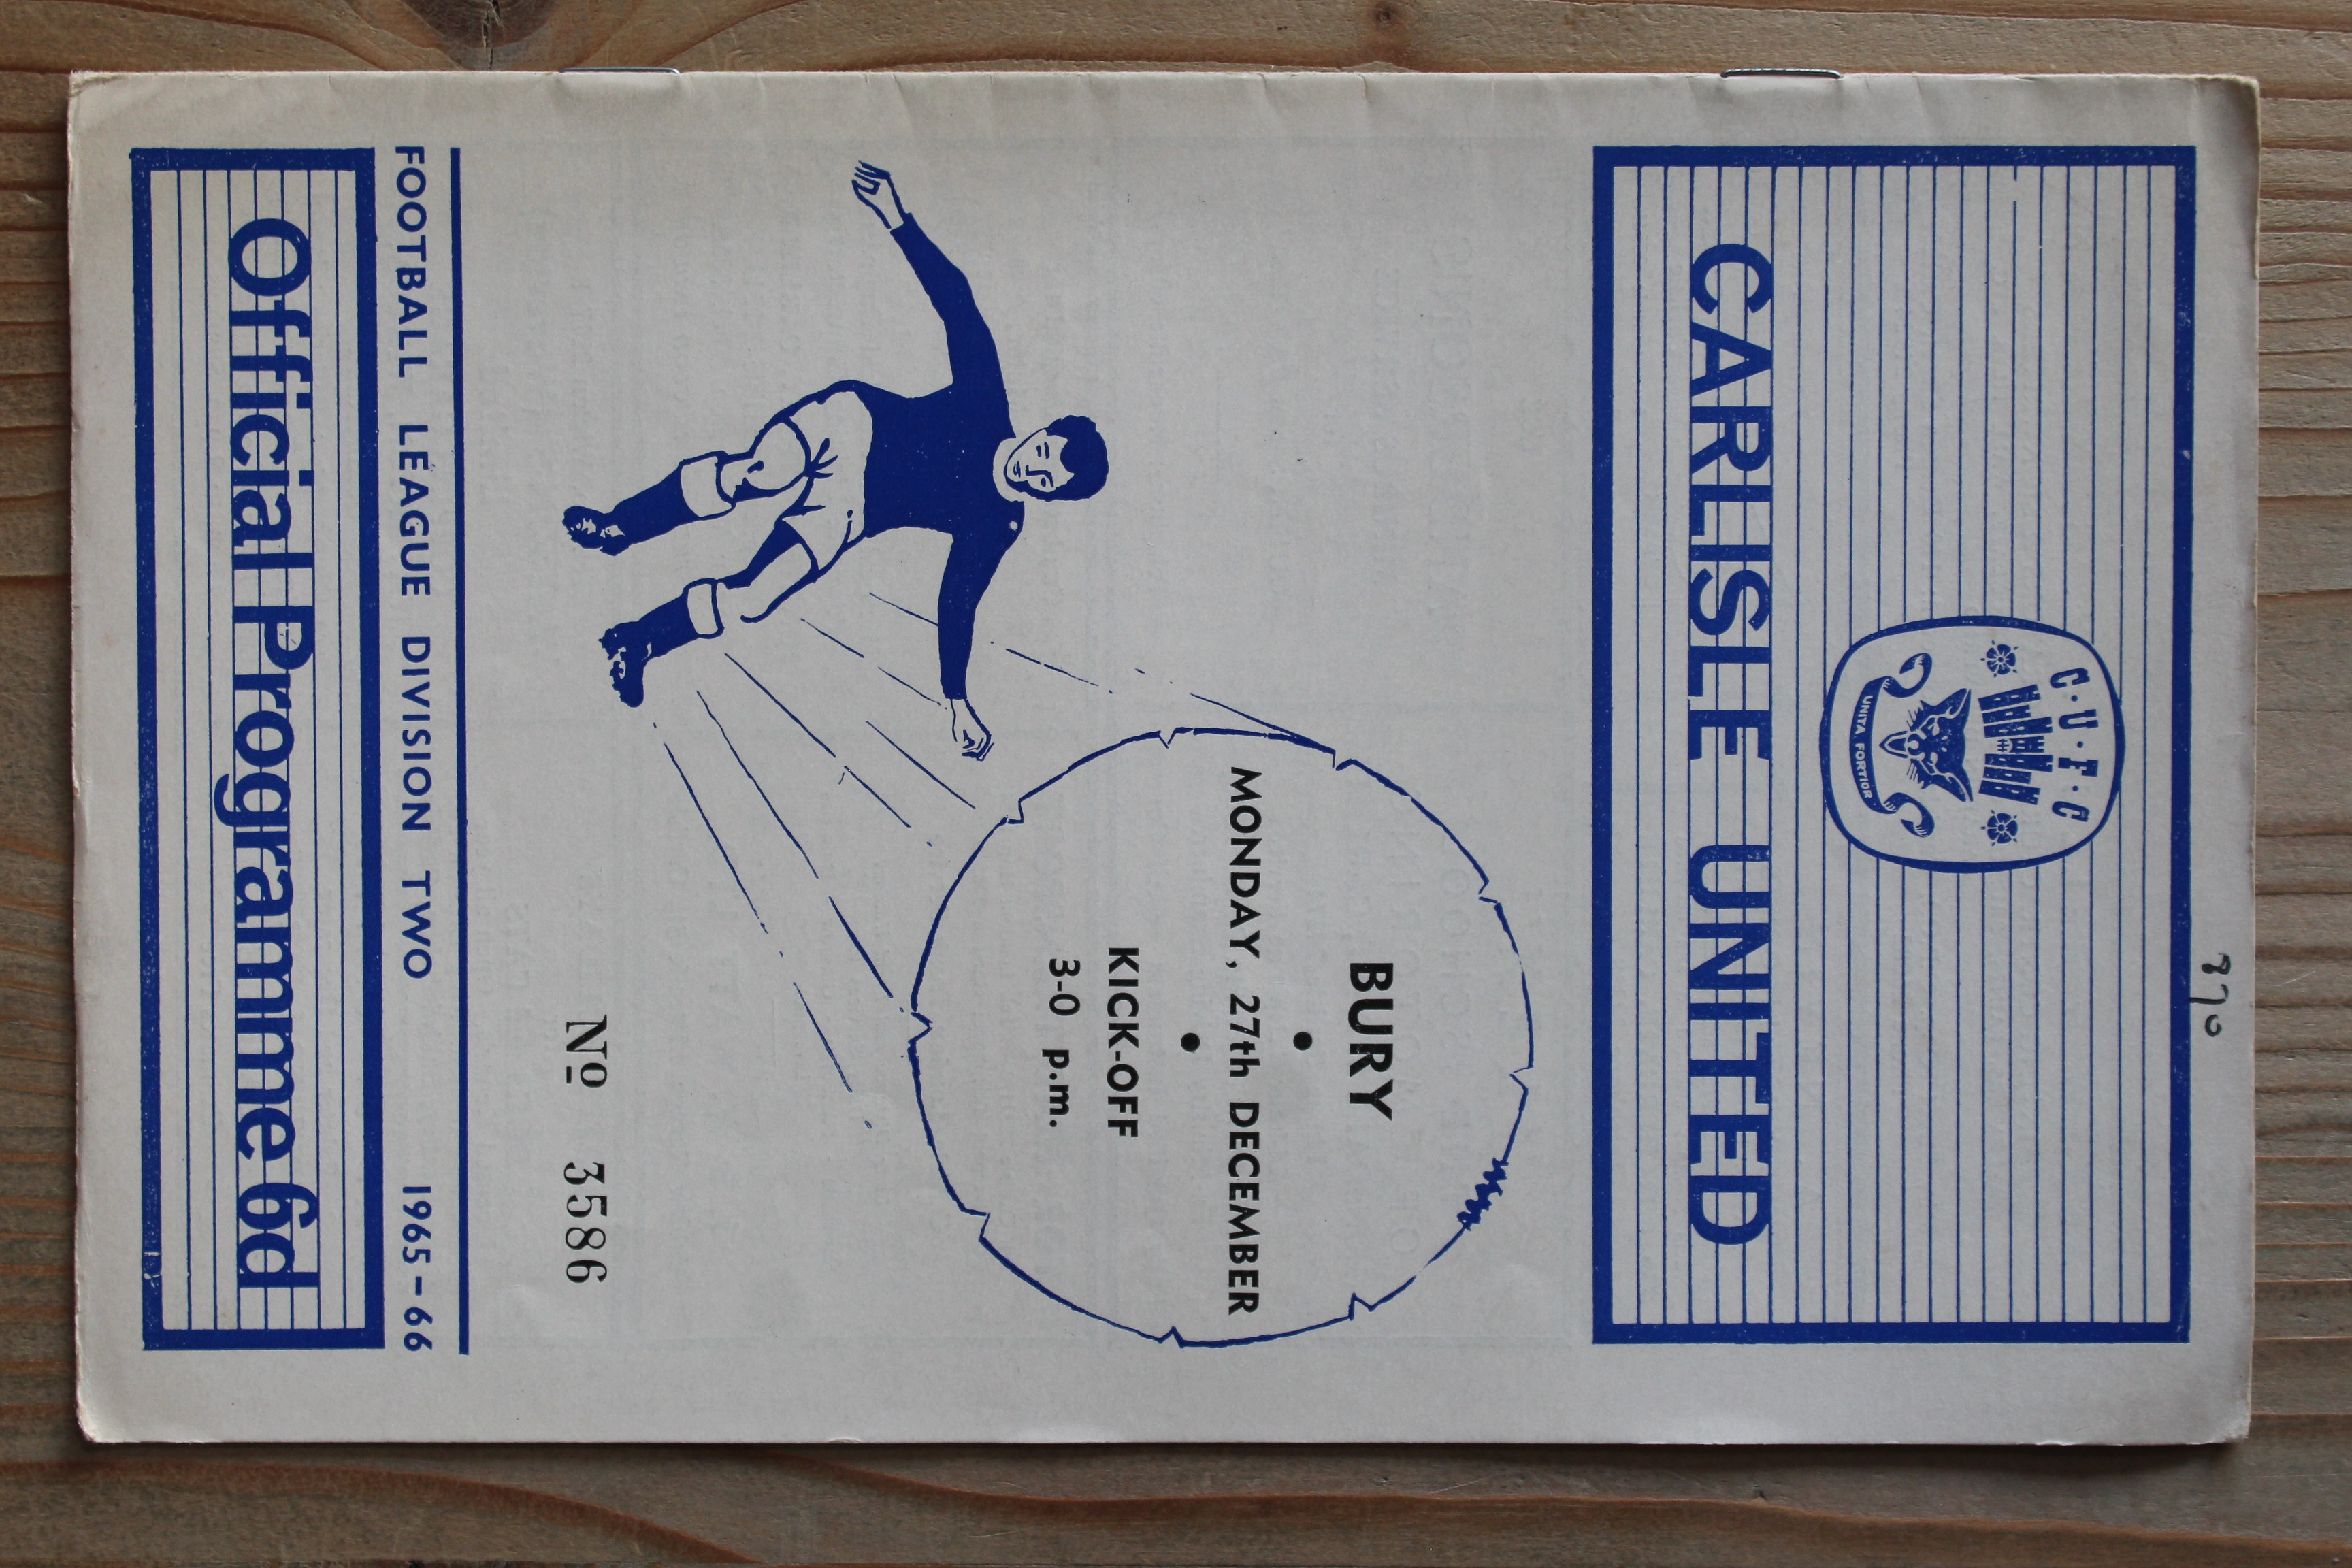 870
C·U·F·C
UNITA FORTIOR
CARLISLE UNITED
BURY
MONDAY, 27th DECEMBER
KICK-OFF
3-0 p.m.
Nº 3586
FOOTBALL LEAGUE DIVISION TWO 1965-66
Official Programme 6d